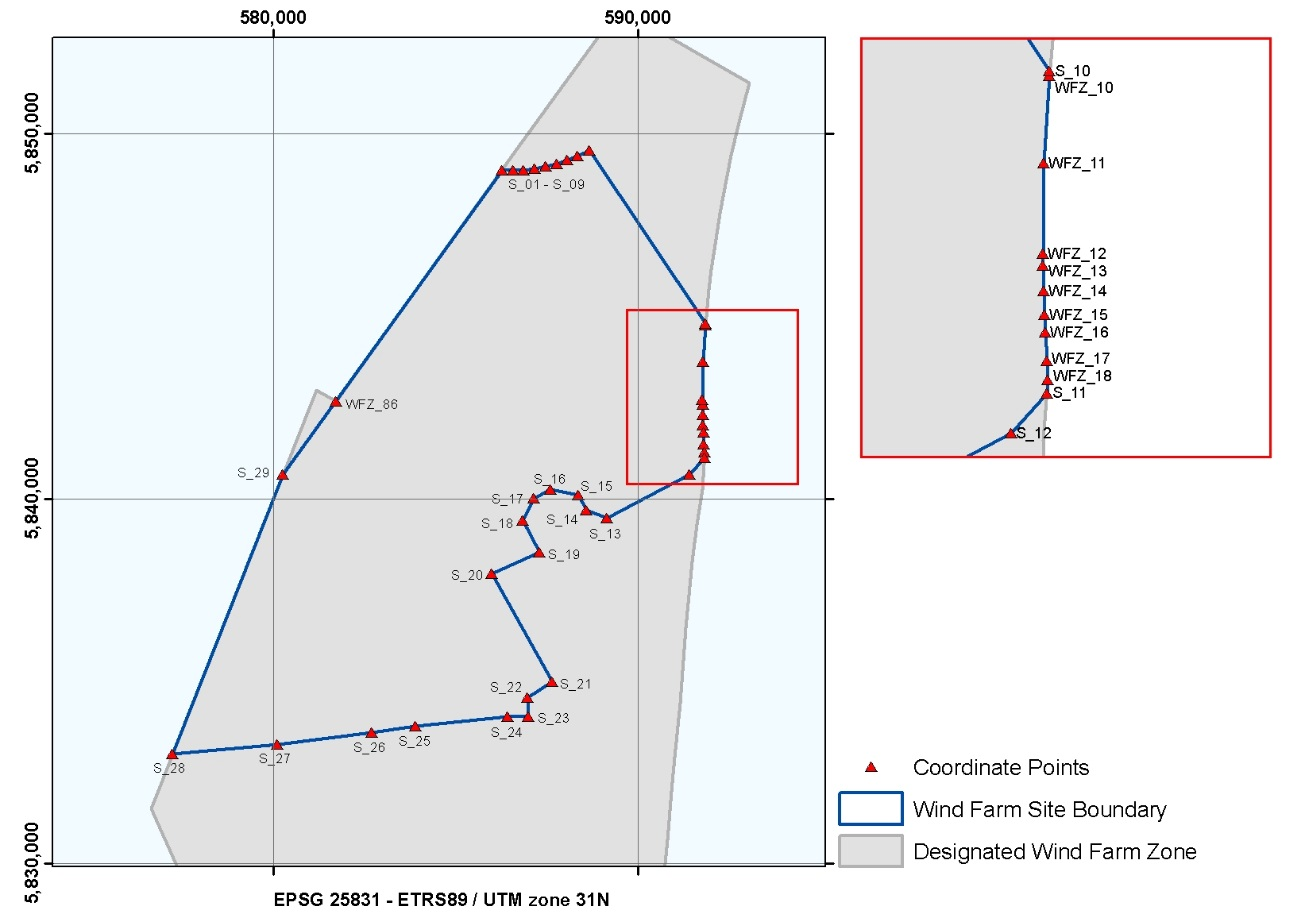 580,000
590,000
5,850,000
5,840,000
5,830,000
S_01 - S_09
WFZ_86
S_29
S_16
S_15
S_17
S_14
S_18
S_13
S_19
S_20
S_21
S_22
S_23
S_24
S_25
S_26
S_27
S_28
EPSG 25831 - ETRS89 / UTM zone 31N
S_10
WFZ_10
WFZ_11
WFZ_12
WFZ_13
WFZ_14
WFZ_15
WFZ_16
WFZ_17
WFZ_18
S_11
S_12
Coordinate Points
Wind Farm Site Boundary
Designated Wind Farm Zone